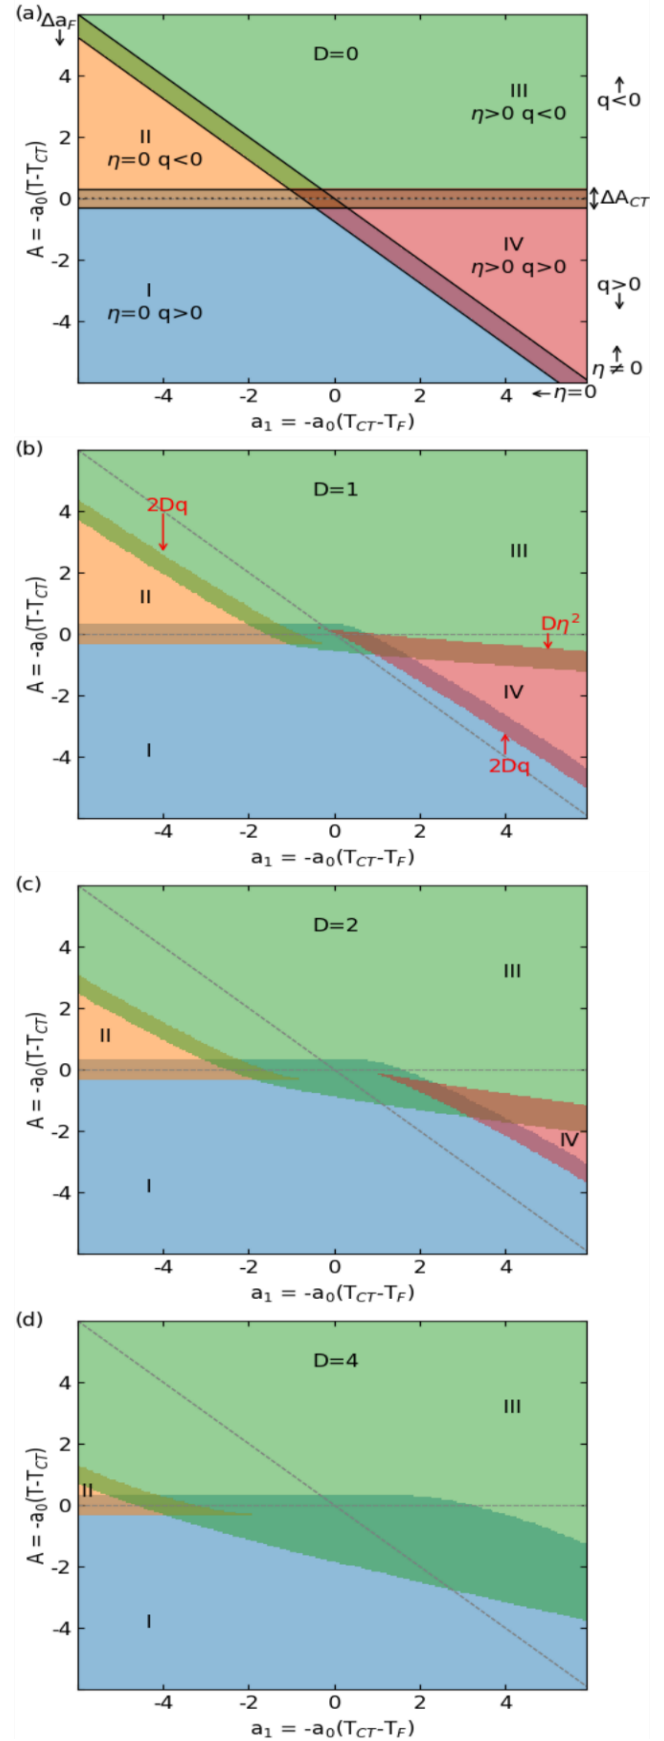 (a)
Δa_F
D=0
III
η>0 q<0
II
η=0 q<0
q<0
ΔA_CT
IV
η>0 q>0
I
η=0 q>0
q>0
η≠0
η=0
4
2
0
-2
-4
A = -a₀(T-T_CT)
-4 -2 0 2 4
a₁ = -a₀(T_CT-T_F)
(b)
D=1
2Dq
III
II
Dη²
IV
2Dq
I
4
2
0
-2
-4
A = -a₀(T-T_CT)
-4 -2 0 2 4
a₁ = -a₀(T_CT-T_F)
(c)
D=2
III
II
IV
I
4
2
0
-2
-4
A = -a₀(T-T_CT)
-4 -2 0 2 4
a₁ = -a₀(T_CT-T_F)
(d)
D=4
III
II
I
4
2
0
-2
-4
A = -a₀(T-T_CT)
-4 -2 0 2 4
a₁ = -a₀(T_CT-T_F)